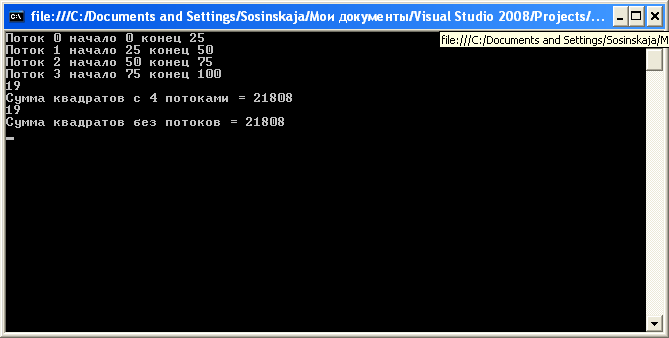 file:///C:/Documents and Settings/Sosinskaja/Мои документы/Visual Studio 2008/Projects/...
file:///C:/Documents and Settings/Sosinskaja/М
Поток 0 начало 0 конец 25
Поток 1 начало 25 конец 50
Поток 2 начало 50 конец 75
Поток 3 начало 75 конец 100
19
Сумма квадратов с 4 потоками = 21808
19
Сумма квадратов без потоков = 21808